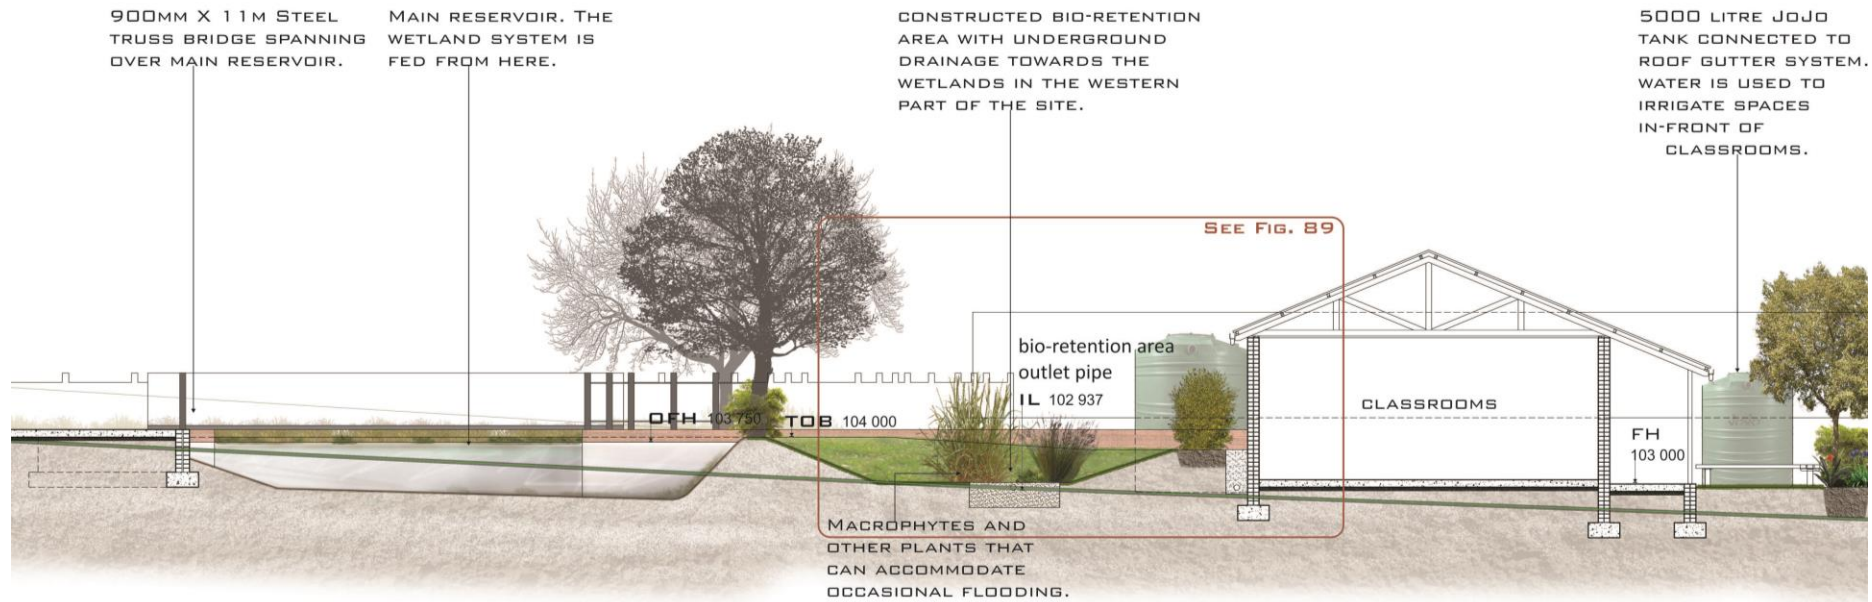 900MM X 11M STEEL
TRUSS BRIDGE SPANNING
OVER MAIN RESERVOIR.
MAIN RESERVOIR. THE
WETLAND SYSTEM IS
FED FROM HERE.
CONSTRUCTED BIO-RETENTION
AREA WITH UNDERGROUND
DRAINAGE TOWARDS THE
WETLANDS IN THE WESTERN
PART OF THE SITE.
5000 LITRE JOJO
TANK CONNECTED TO
ROOF GUTTER SYSTEM.
WATER IS USED TO
IRRIGATE SPACES
IN-FRONT OF
CLASSROOMS.
SEE FIG. 89
bio-retention area
outlet pipe
IL 102 937
OFH 103 750
TOB 104 000
CLASSROOMS
FH
103 000
MACROPHYTES AND
OTHER PLANTS THAT
CAN ACCOMMODATE
OCCASIONAL FLOODING.